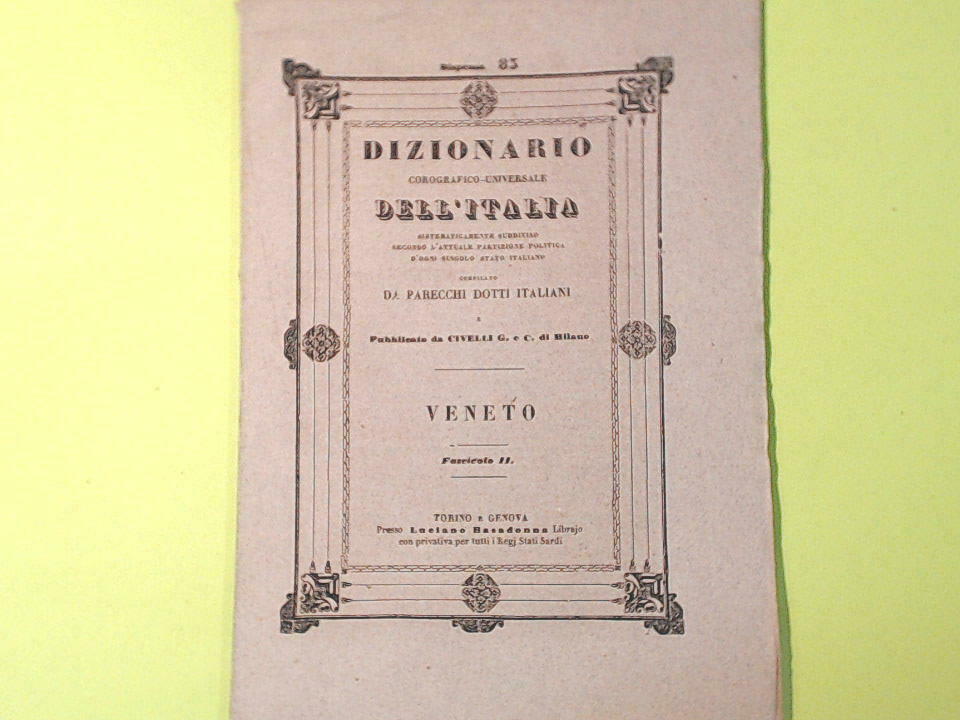 Dispensa 83
DIZIONARIO
COROGRAFICO-UNIVERSALE
DELL'ITALIA
SISTEMATICAMENTE SUDDIVISO
SECONDO L'ATTUALE PARTIZIONE POLITICA
D'OGNI SINGOLO STATO ITALIANO
COMPILATO
DA PARECCHI DOTTI ITALIANI
E
Pubblicato da CIVELLI G. e C. di Milano
VENETO
Fascicolo II.
TORINO E GENOVA
Presso Luciano Basadonna Librajo
con privativa per tutti i Regj Stati Sardi